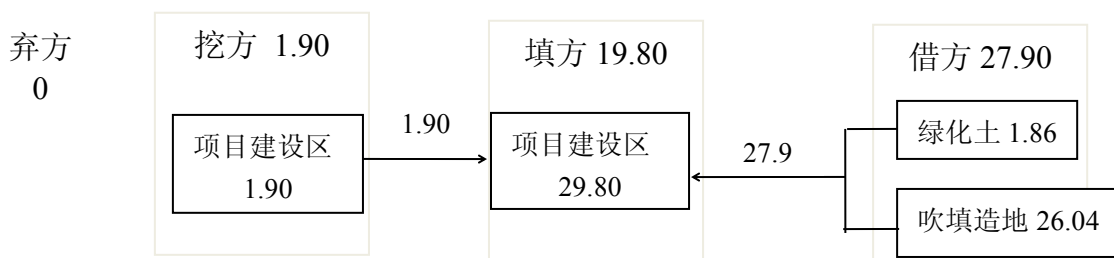 弃方
0
挖方 1.90
项目建设区
1.90
1.90
填方 19.80
项目建设区
29.80
27.9
借方 27.90
绿化土 1.86
吹填造地 26.04